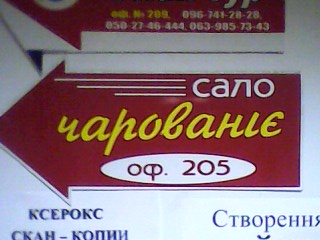 оф. № 209, 096-741-28-28,
050-27-46-444, 063-985-73-43
сало
чарованіє
оф. 205
КСЕРОКС
СКАН – КОПИИ
Створення